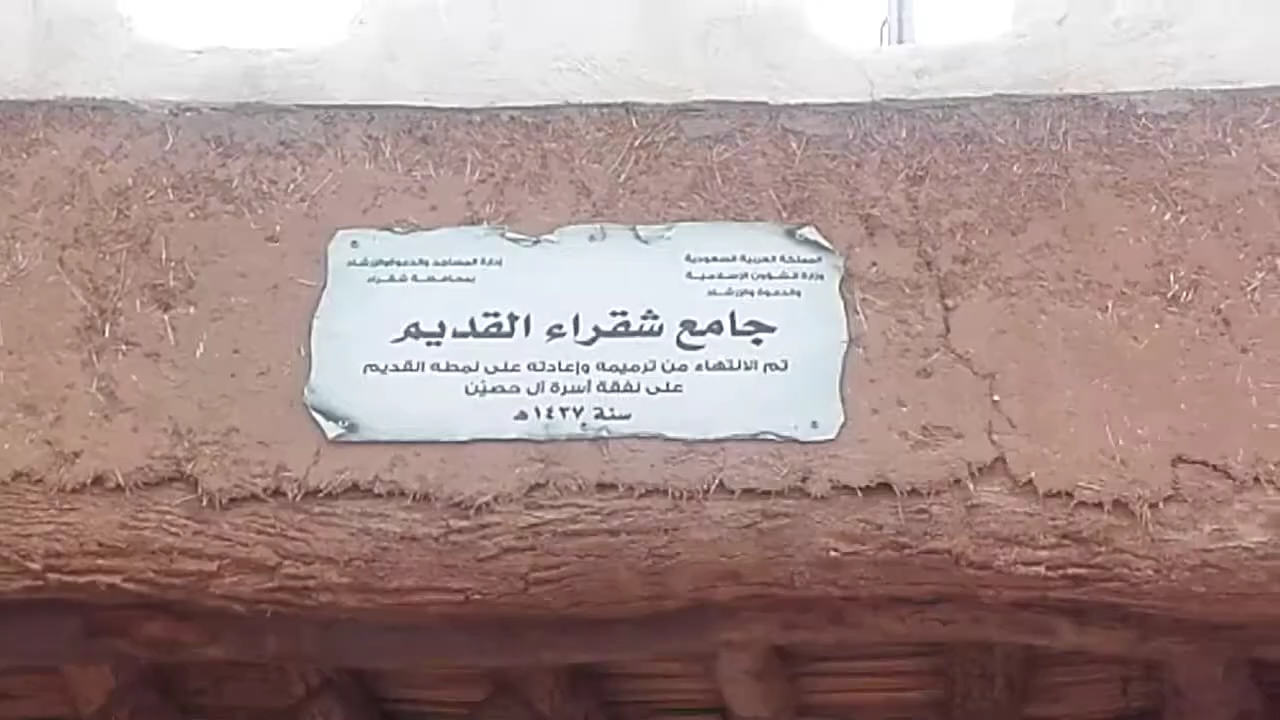 المملكة العربية السعودية
وزارة الشؤون الإسلامية
والدعوة والإرشاد
إدارة المساجد والدعوة والإرشاد
بمحافظة شقراء
جامع شقراء القديم
تم الانتهاء من ترميمه وإعادته على نمطه القديم
على نفقة أسرة آل حصيّن
سنة ١٤٣٧هـ